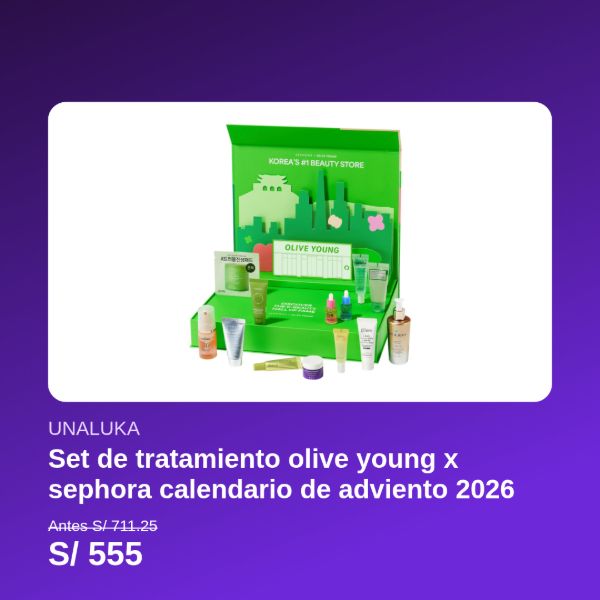 KOREA'S #1 BEAUTY STORE
OLIVE YOUNG
UNALUKA
Set de tratamiento olive young x
sephora calendario de adviento 2026
Antes S/ 711.25
S/ 555